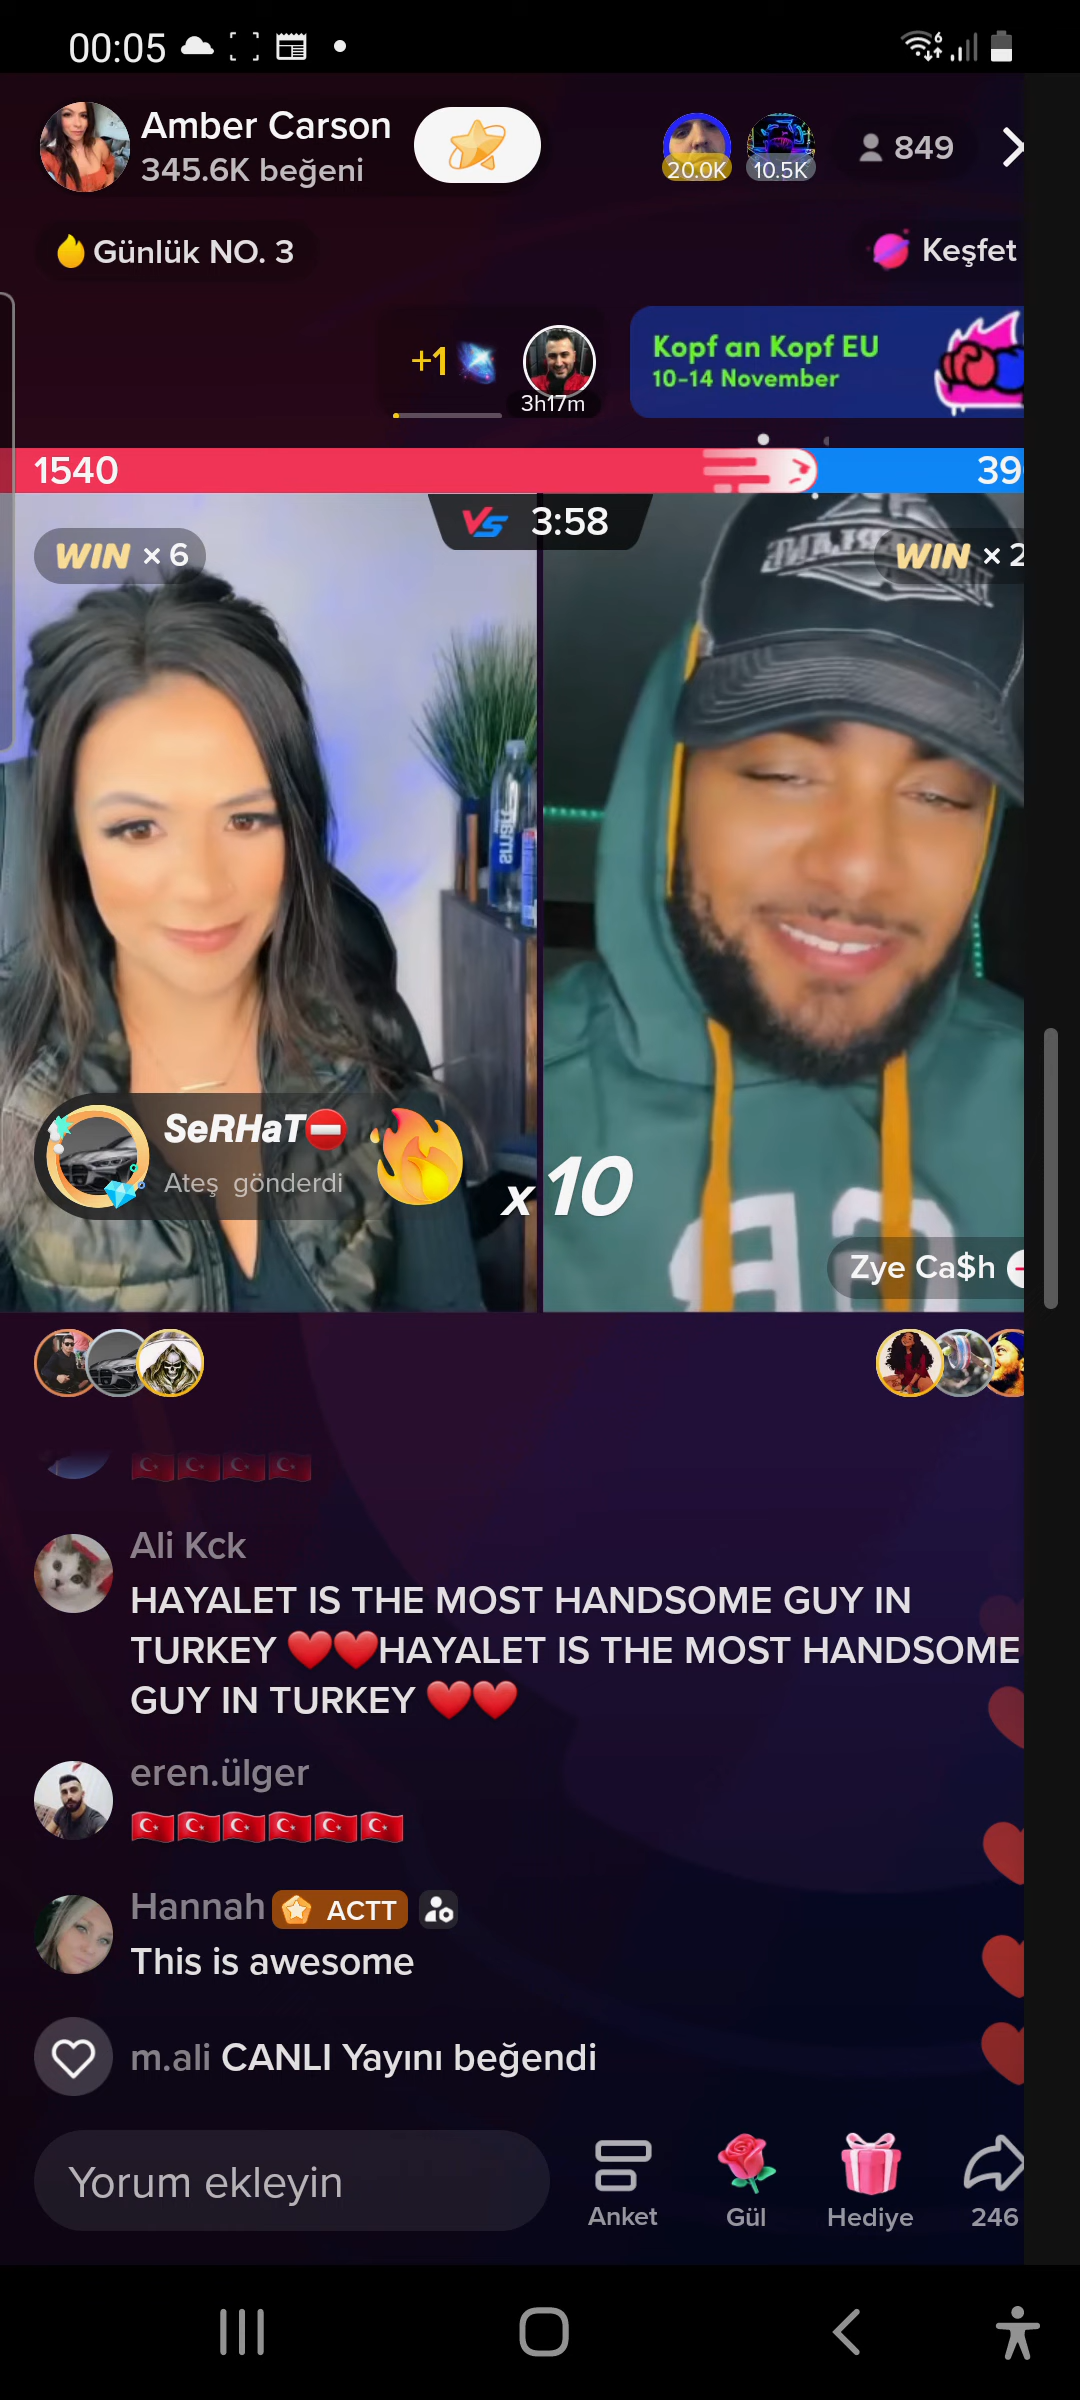 00:05
Amber Carson
345.6K beğeni
20.0K
10.5K
849
Günlük NO. 3
Keşfet
+1
3h17m
Kopf an Kopf EU
10-14 November
1540
39
VS 3:58
WIN × 6
WIN × 2
SeRHaT
Ateş gönderdi
x 10
Zye Ca$h
Ali Kck
HAYALET IS THE MOST HANDSOME GUY IN
TURKEY ❤️❤️HAYALET IS THE MOST HANDSOME
GUY IN TURKEY ❤️❤️
eren.ülger
🇹🇷🇹🇷🇹🇷🇹🇷🇹🇷🇹🇷
Hannah ACTT
This is awesome
m.ali CANLI Yayını beğendi
Yorum ekleyin
Anket
Gül
Hediye
246